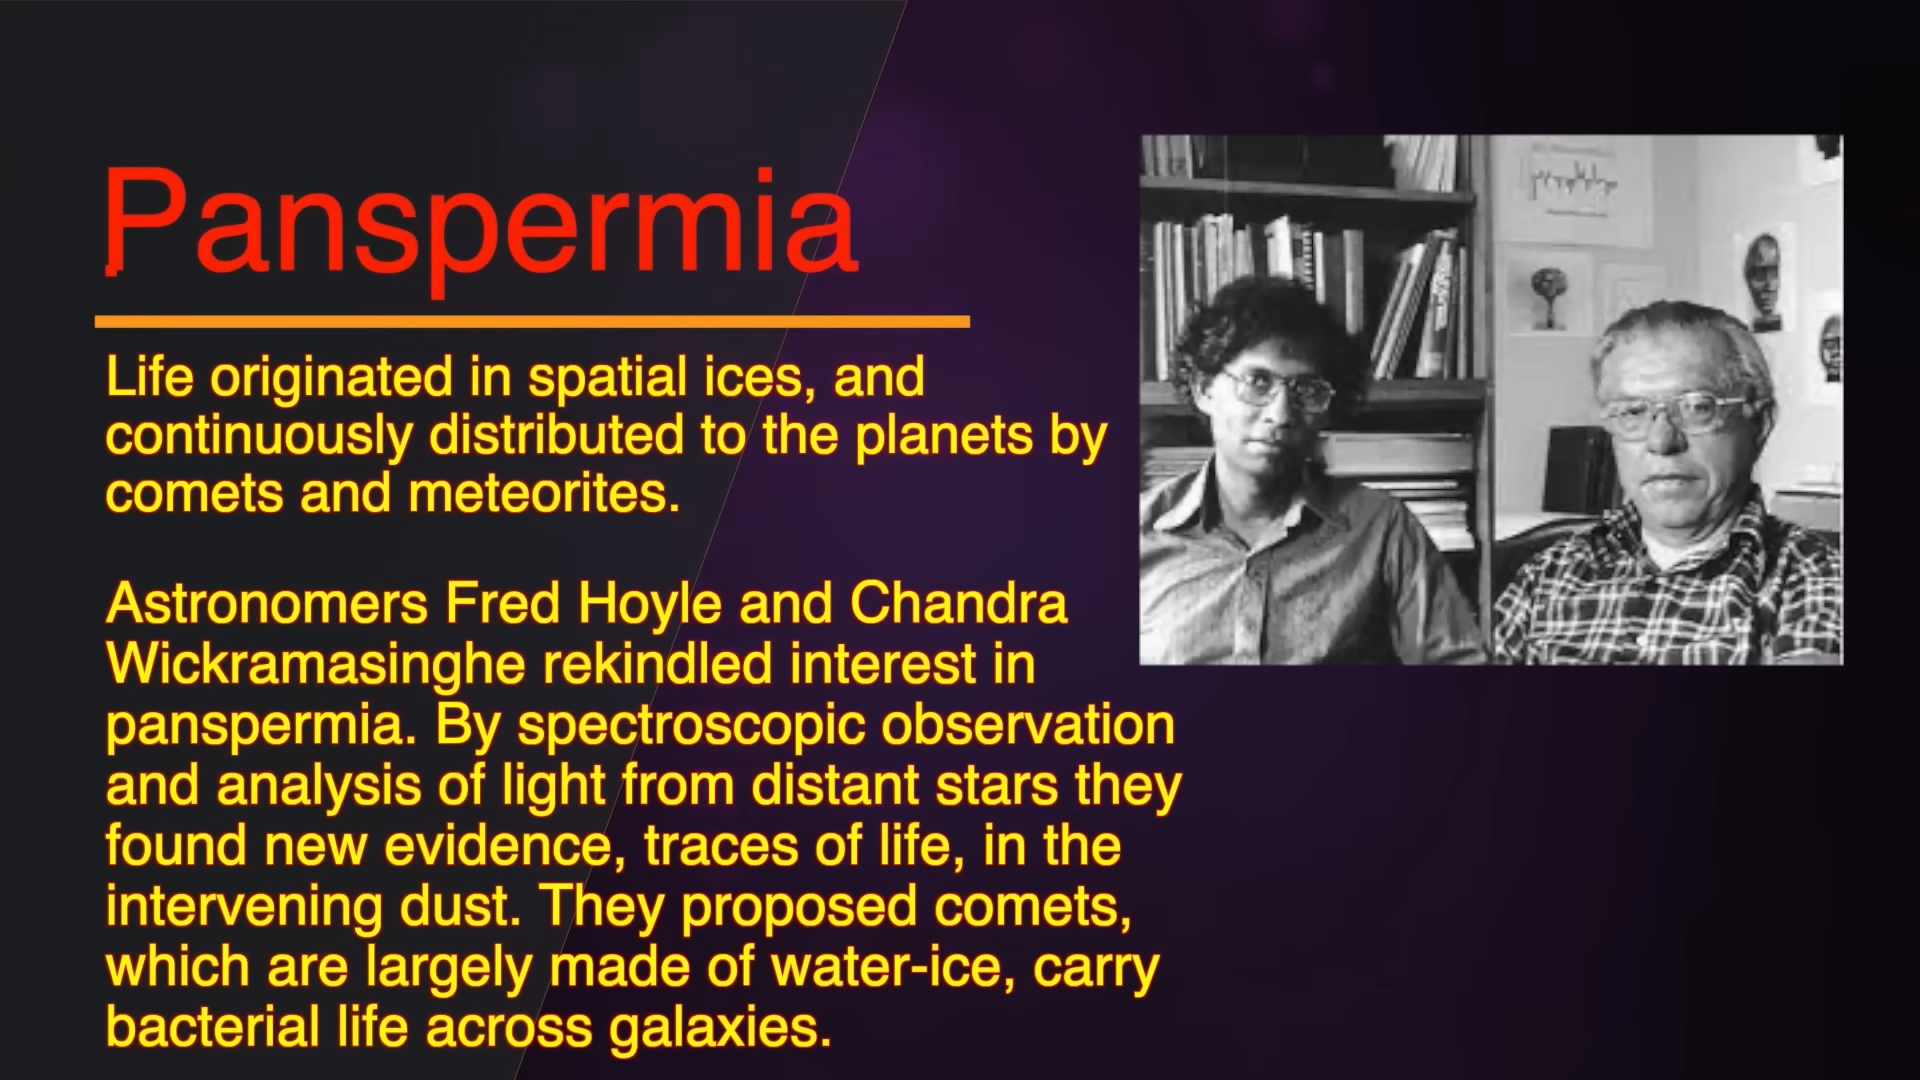 Panspermia
Life originated in spatial ices, and
continuously distributed to the planets by
comets and meteorites.
Astronomers Fred Hoyle and Chandra
Wickramasinghe rekindled interest in
panspermia. By spectroscopic observation
and analysis of light from distant stars they
found new evidence, traces of life, in the
intervening dust. They proposed comets,
which are largely made of water-ice, carry
bacterial life across galaxies.